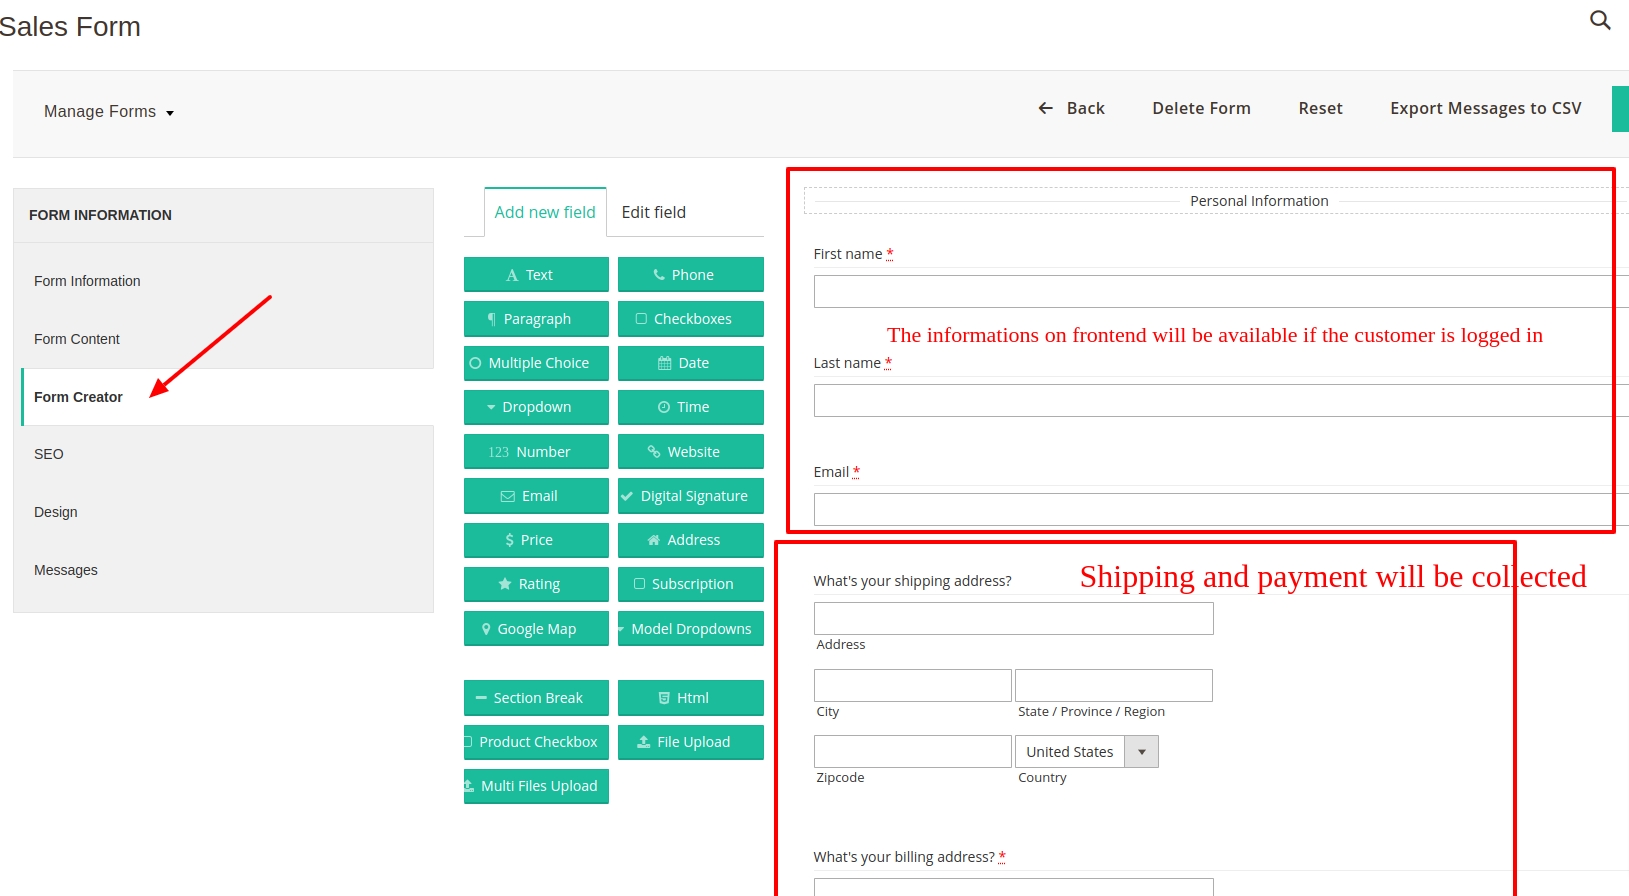 Sales Form
Manage Forms
Back
Delete Form
Reset
Export Messages to CSV
FORM INFORMATION
Form Information
Form Content
Form Creator
SEO
Design
Messages
Add new field
Edit field
Text
Phone
Paragraph
Checkboxes
Multiple Choice
Date
Dropdown
Time
123 Number
Website
Email
Digital Signature
$ Price
Address
Rating
Subscription
Google Map
Model Dropdowns
Section Break
Html
Product Checkbox
File Upload
Multi Files Upload
Personal Information
First name *
The informations on frontend will be available if the customer is logged in
Last name *
Email *
What's your shipping address?
Shipping and payment will be collected
Address
City
State / Province / Region
United States
Zipcode
Country
What's your billing address? *